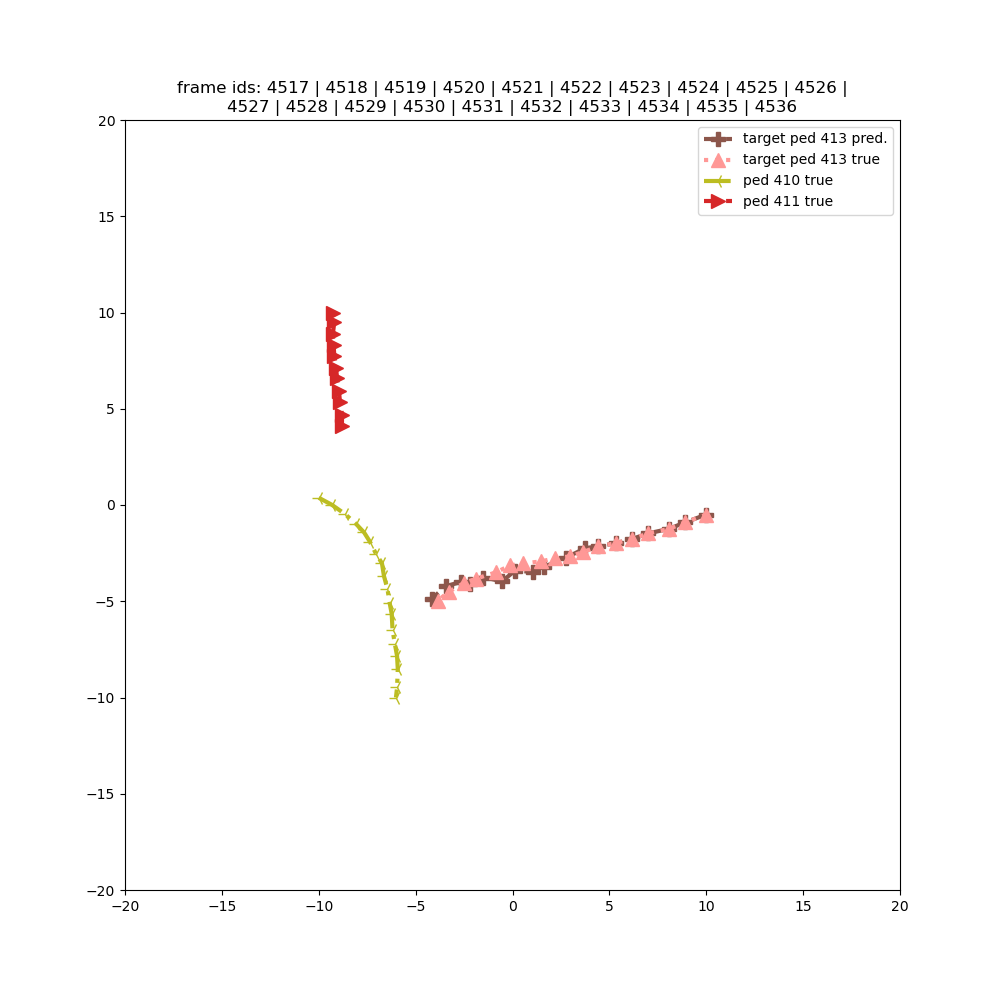 frame ids: 4517 | 4518 | 4519 | 4520 | 4521 | 4522 | 4523 | 4524 | 4525 | 4526 |
4527 | 4528 | 4529 | 4530 | 4531 | 4532 | 4533 | 4534 | 4535 | 4536
target ped 413 pred.
target ped 413 true
ped 410 true
ped 411 true
20
15
10
5
0
−5
−10
−15
−20
−20 −15 −10 −5 0 5 10 15 20